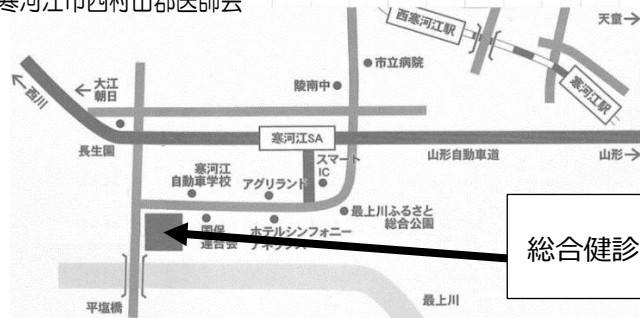 寒河江市西村山郡医師会
天童→
西寒河江駅
寒河江駅
市立病院
陵南中
←西川
←大江
朝日
寒河江SA
長生園
スマート
IC
山形自動車道
山形→
寒河江
自動車学校
アグリランド
最上川ふるさと
総合公園
国保
連合会
ホテルシンフォニー
アネックス
総合健診
最上川
平塩橋